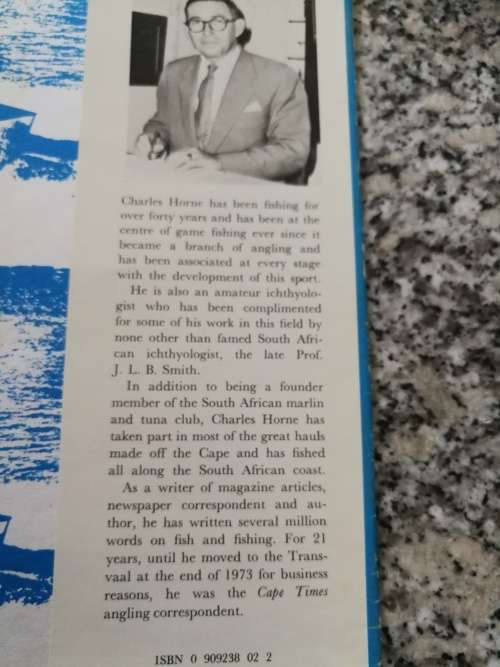 Charles Horne has been fishing for
over forty years and has been at the
centre of game fishing ever since it
became a branch of angling and
has been associated at every stage
with the development of this sport.
He is also an amateur ichthyolo-
gist who has been complimented
for some of his work in this field by
none other than famed South Afri-
can ichthyologist, the late Prof.
J. L. B. Smith.
In addition to being a founder
member of the South African marlin
and tuna club, Charles Horne has
taken part in most of the great hauls
made off the Cape and has fished
all along the South African coast.
As a writer of magazine articles,
newspaper correspondent and au-
thor, he has written several million
words on fish and fishing. For 21
years, until he moved to the Trans-
vaal at the end of 1973 for business
reasons, he was the Cape Times
angling correspondent.
ISBN 0 909238 02 2